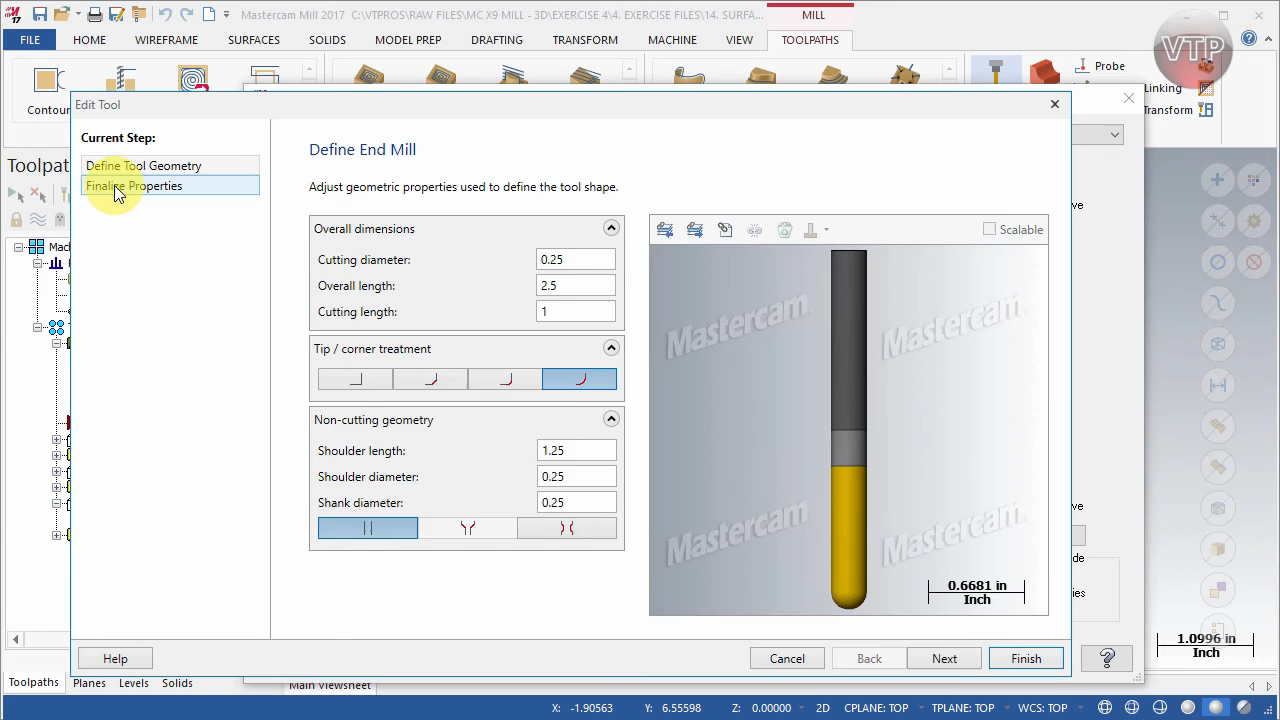 Mastercam Mill 2017 C:\VTPROS\RAW FILES\MC X9 MILL - 3D\EXERCISE 4\4. EXERCISE FILES\14. SURFA... MILL
FILE HOME WIREFRAME SURFACES SOLIDS MODEL PREP DRAFTING TRANSFORM MACHINE VIEW TOOLPATHS
VTP
Probe
Contour
Linking
Transform
Edit Tool
Current Step:
Define Tool Geometry
Finalize Properties
Toolpath
Mach
Define End Mill
Adjust geometric properties used to define the tool shape.
Overall dimensions
Cutting diameter: 0.25
Overall length: 2.5
Cutting length: 1
Tip / corner treatment
Non-cutting geometry
Shoulder length: 1.25
Shoulder diameter: 0.25
Shank diameter: 0.25
Scalable
Mastercam Mastercam
Mastercam Mastercam
0.6681 in
Inch
1.0996 in
Inch
Help Cancel Back Next Finish
Toolpaths Planes Levels Solids Main Viewsheet
X: -1.90563 Y: 6.55598 Z: 0.00000 2D CPLANE: TOP TPLANE: TOP WCS: TOP